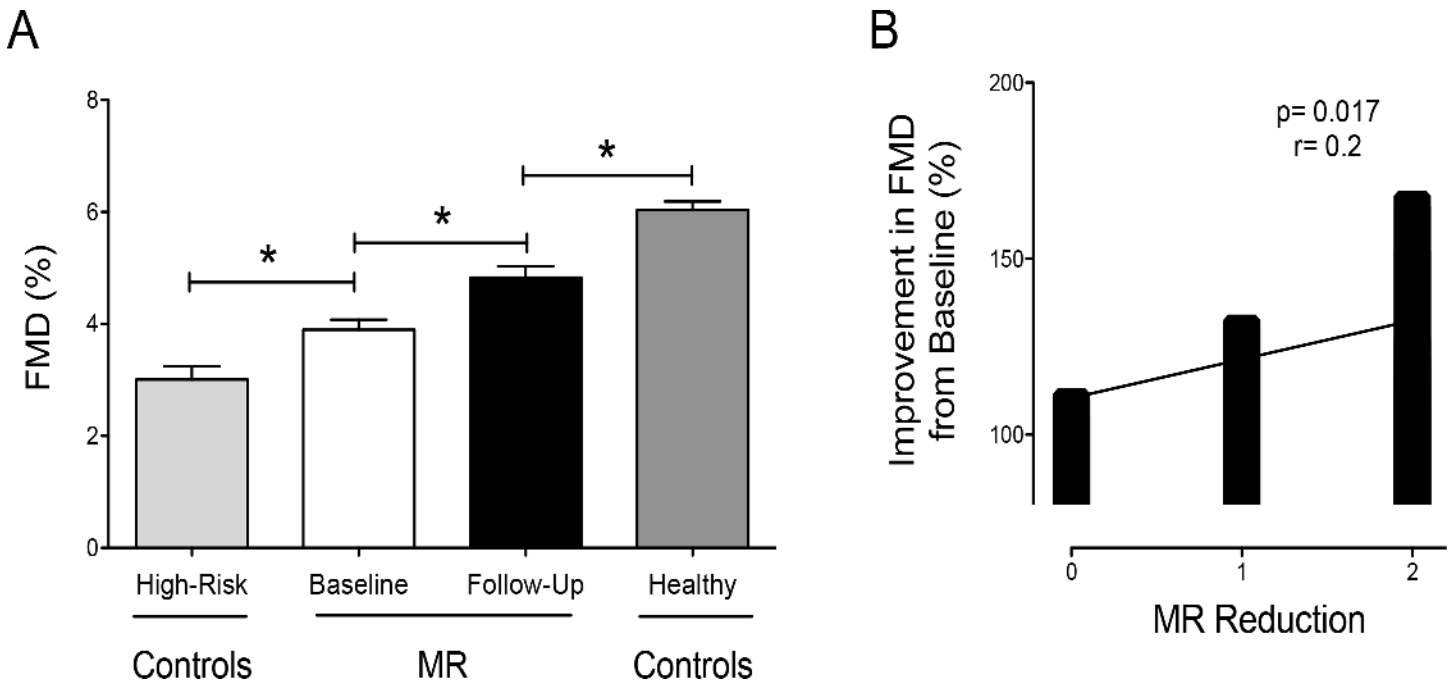 A
8
6
4
2
0
FMD (%)
*
*
*
High-Risk
Baseline
Follow-Up
Healthy
Controls
MR
Controls
B
200
150
100
Improvement in FMD
from Baseline (%)
p= 0.017
r= 0.2
0
1
2
MR Reduction